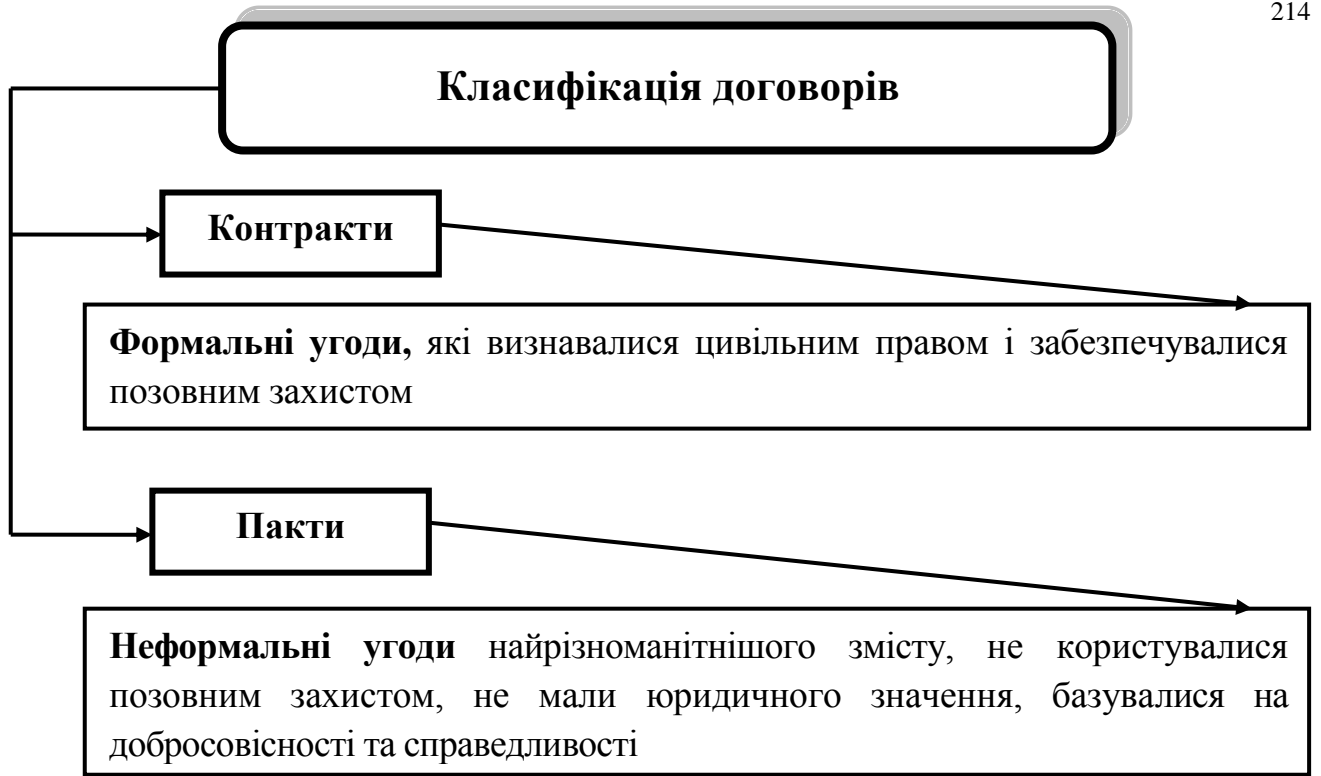 214
Класифікація договорів
Контракти
Формальні угоди, які визнавалися цивільним правом і забезпечувалися
позовним захистом
Пакти
Неформальні угоди найрізноманітнішого змісту, не користувалися
позовним захистом, не мали юридичного значення, базувалися на
добросовісності та справедливості